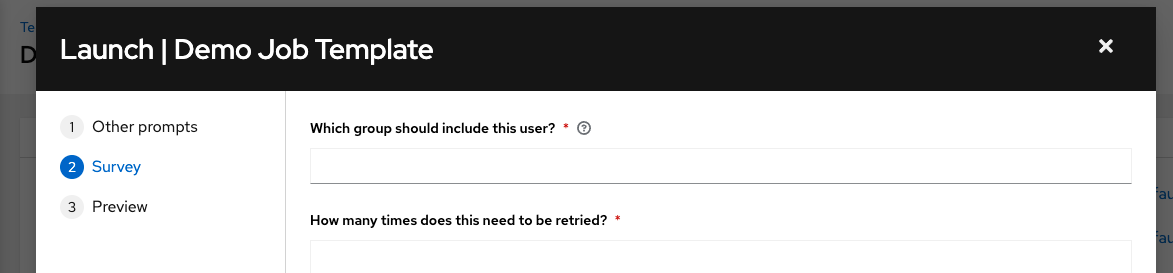 Te
D
Launch | Demo Job Template
1 Other prompts
2 Survey
3 Preview
Which group should include this user? *
How many times does this need to be retried? *
fau
fau